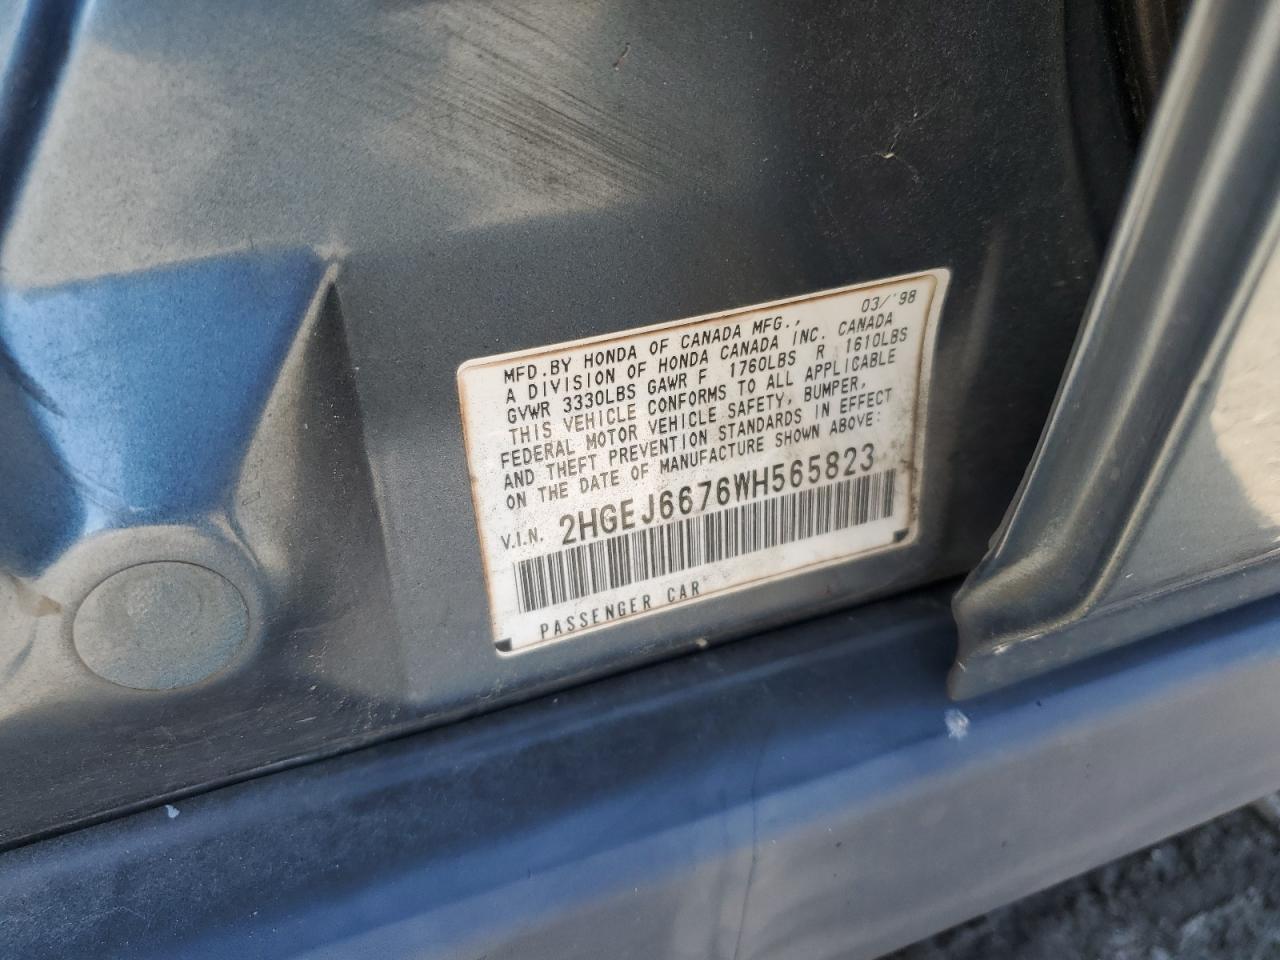 03/'98
MFD.BY HONDA OF CANADA MFG.,
A DIVISION OF HONDA CANADA INC. CANADA
GVWR 3330LBS GAWR F 1760LBS R 1610LBS
THIS VEHICLE CONFORMS TO ALL APPLICABLE
FEDERAL MOTOR VEHICLE SAFETY, BUMPER,
AND THEFT PREVENTION STANDARDS IN EFFECT
ON THE DATE OF MANUFACTURE SHOWN ABOVE:
V.I.N. 2HGEJ6676WH565823
PASSENGER CAR